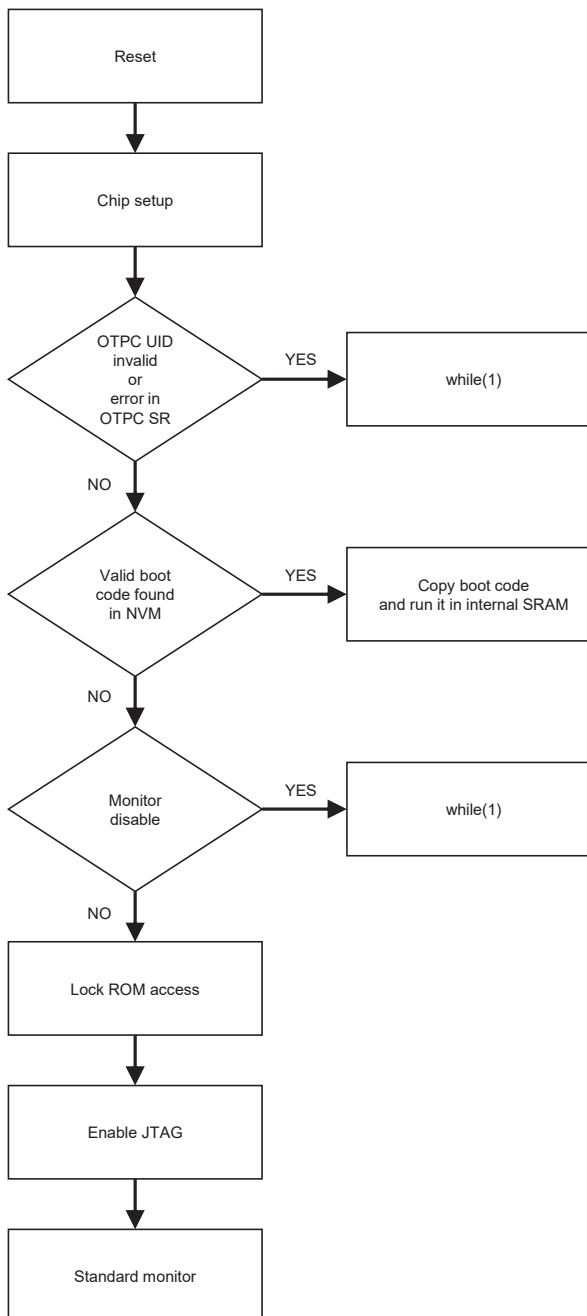 Reset
Chip setup
OTPC UID
invalid
or
error in
OTPC SR
YES
while(1)
NO
Valid boot
code found
in NVM
YES
Copy boot code
and run it in internal SRAM
NO
Monitor
disable
YES
while(1)
NO
Lock ROM access
Enable JTAG
Standard monitor